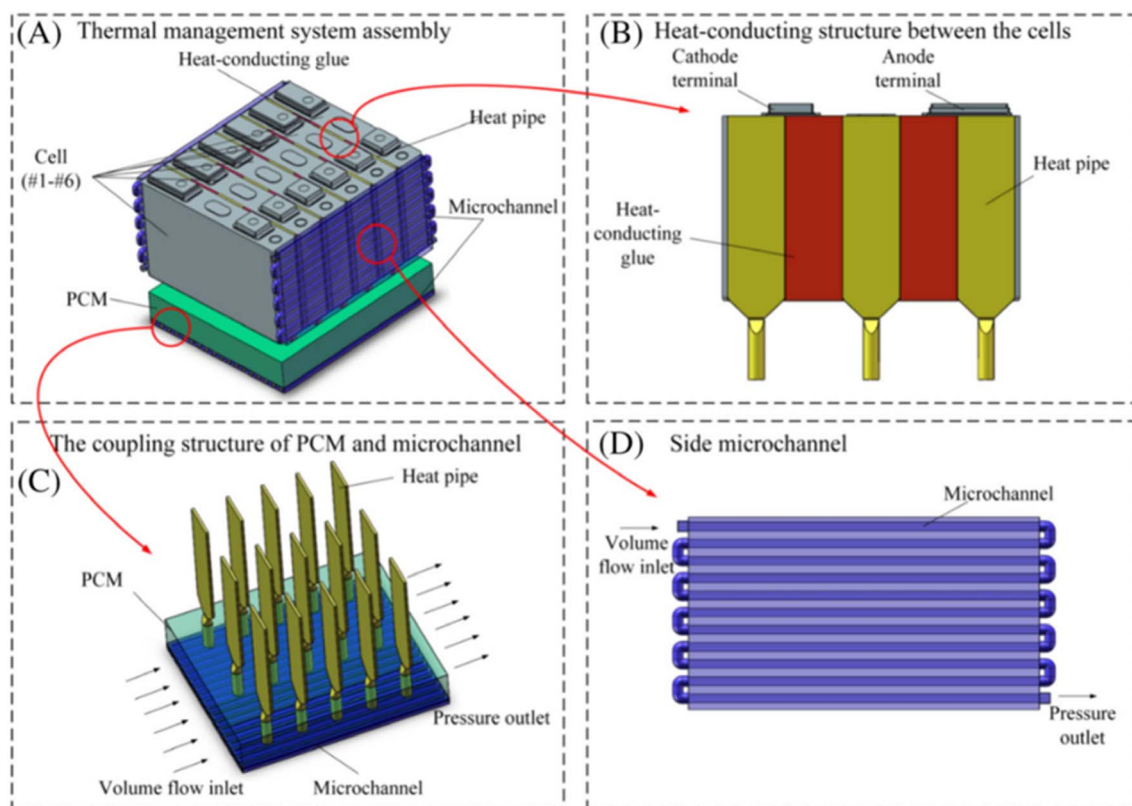 (A) Thermal management system assembly
Heat-conducting glue
Heat pipe
Cell
(#1-#6)
Microchannel
PCM
(B) Heat-conducting structure between the cells
Cathode
terminal
Anode
terminal
Heat pipe
Heat-
conducting
glue
The coupling structure of PCM and microchannel
(C)
Heat pipe
PCM
Pressure outlet
Volume flow inlet
Microchannel
(D) Side microchannel
Microchannel
Volume
flow inlet
Pressure
outlet